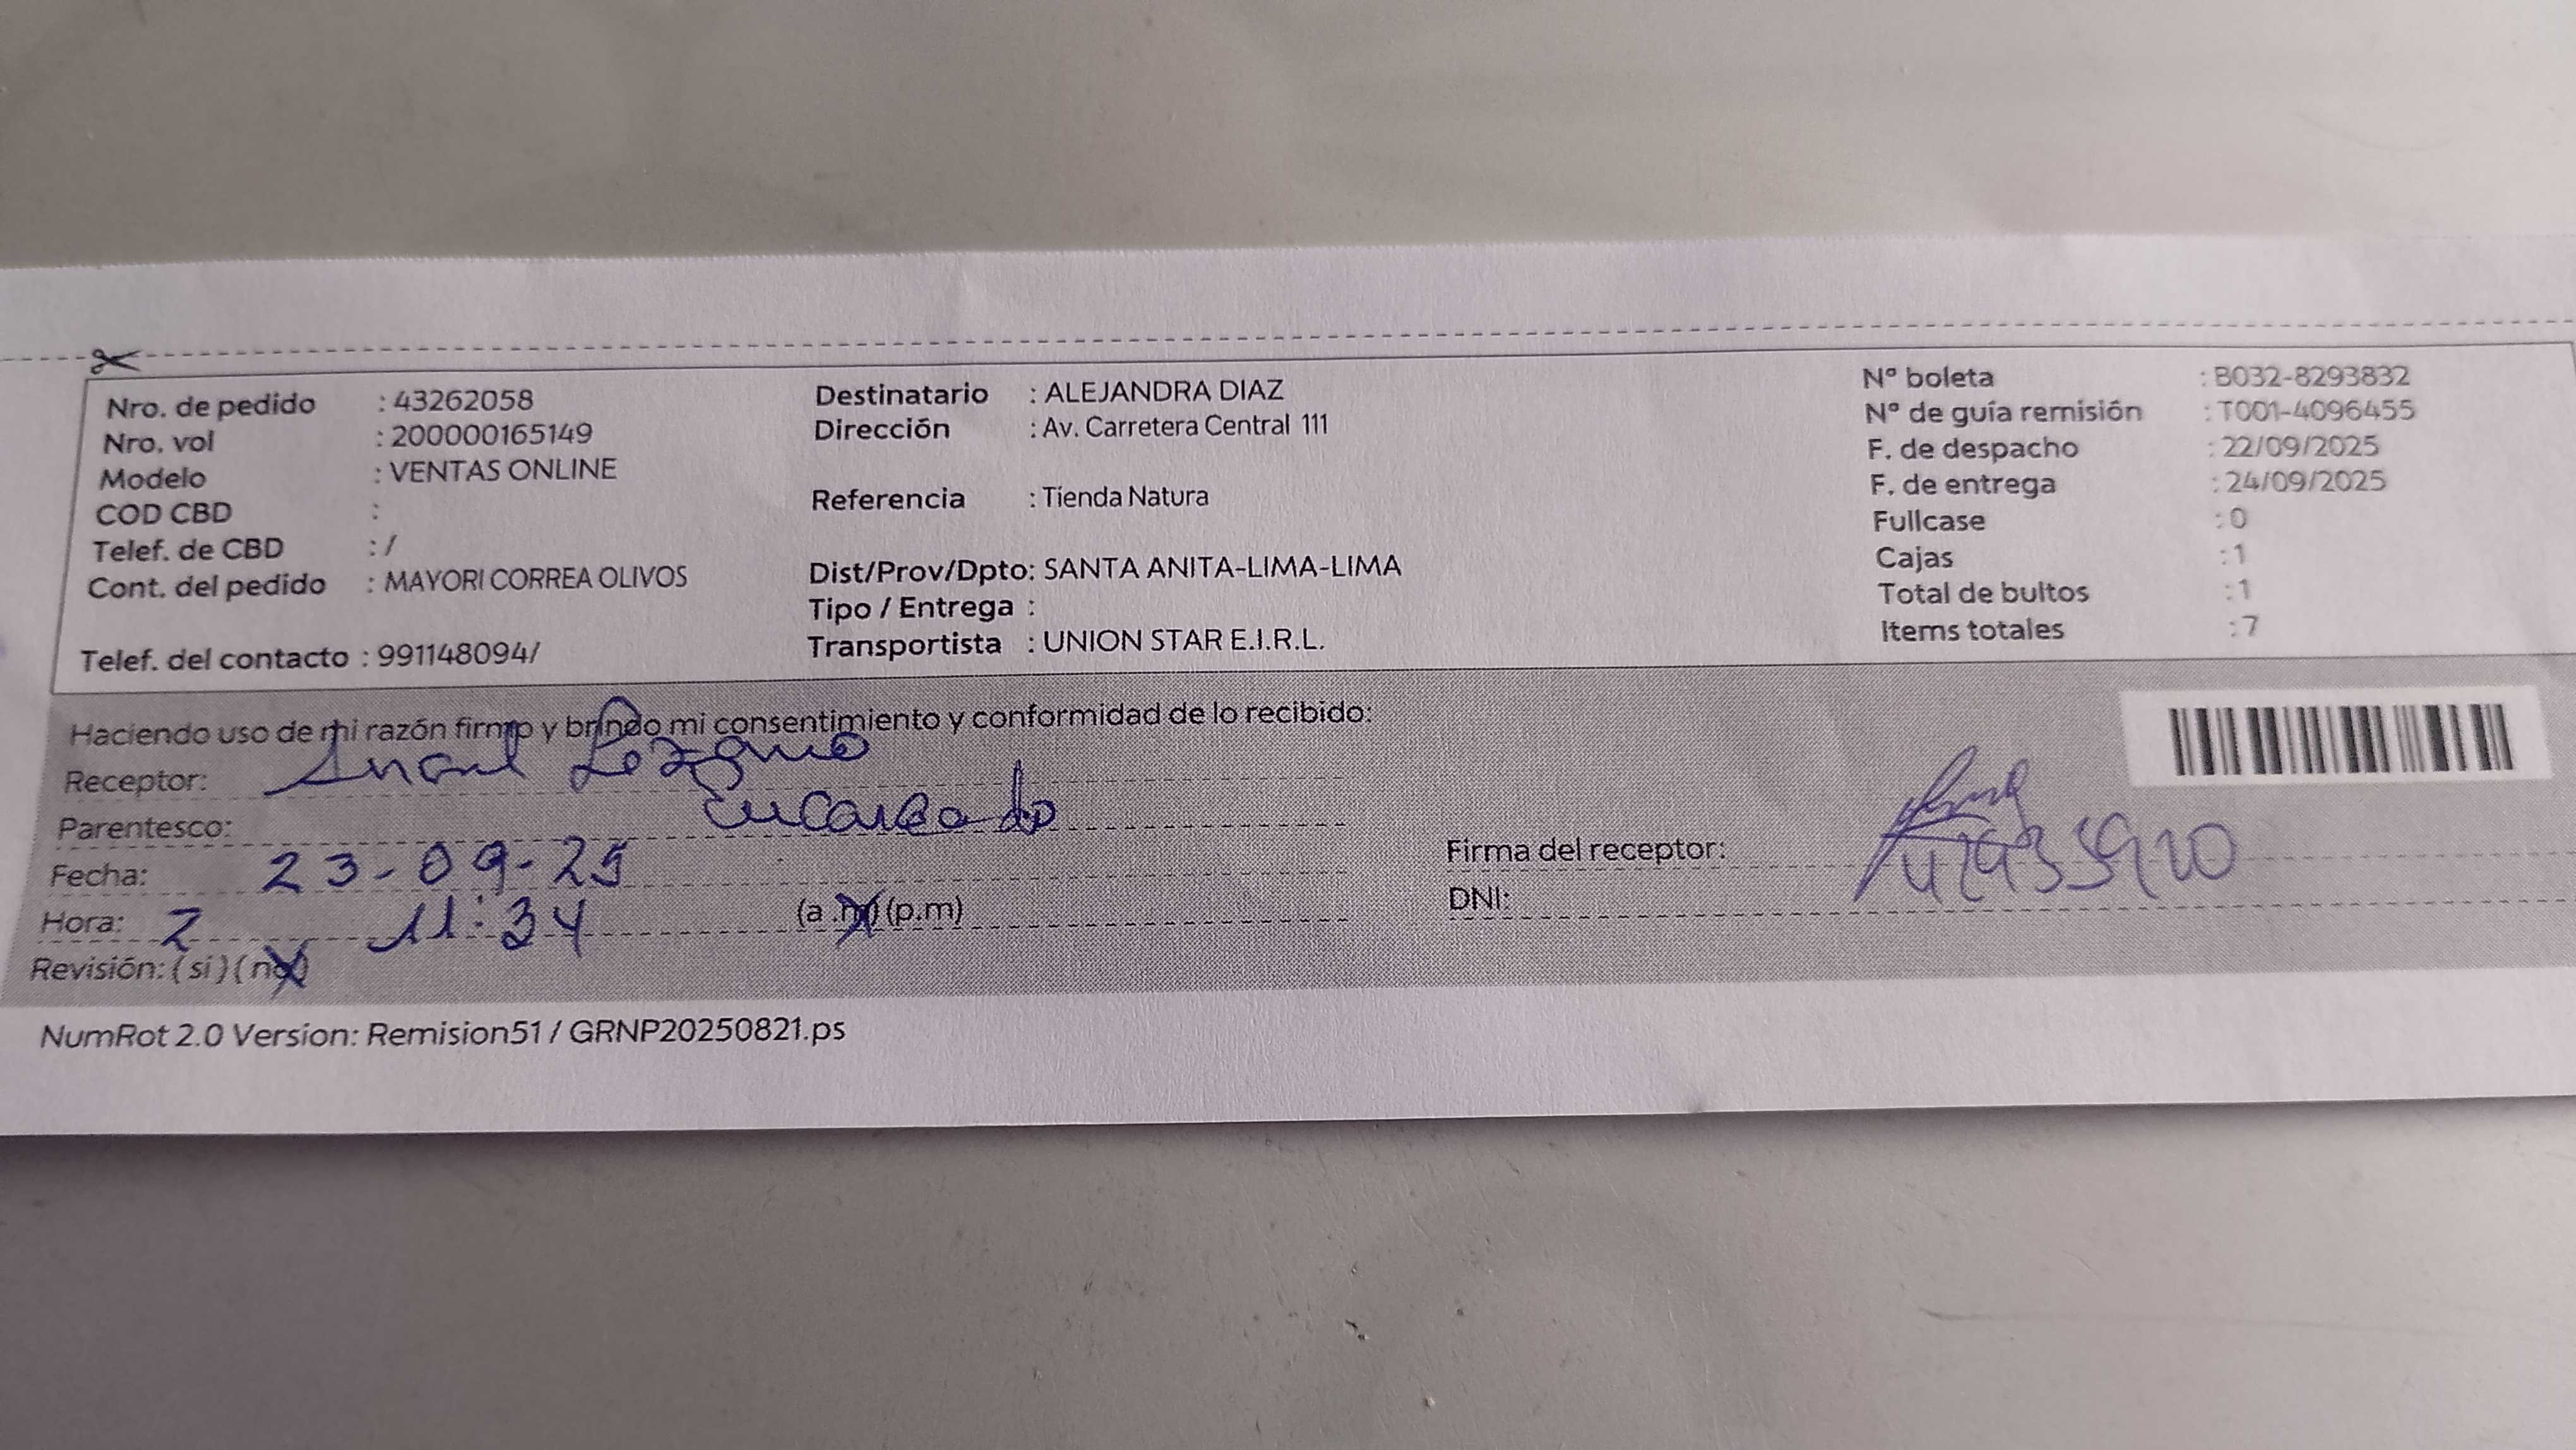 Nro. de pedido : 43262058
Nro. vol : 200000165149
Modelo : VENTAS ONLINE
COD CBD :
Telef. de CBD : /
Cont. del pedido : MAYORI CORREA OLIVOS
Telef. del contacto : 991148094/
Destinatario : ALEJANDRA DIAZ
Dirección : Av. Carretera Central 111
Referencia : Tienda Natura
Dist/Prov/Dpto: SANTA ANITA-LIMA-LIMA
Tipo / Entrega :
Transportista : UNION STAR E.I.R.L.
Nº boleta : B032-8293832
Nº de guía remisión : T001-4096455
F. de despacho : 22/09/2025
F. de entrega : 24/09/2025
Fullcase : 0
Cajas : 1
Total de bultos : 1
Items totales : 7
Haciendo uso de mi razón firmo y brindo mi consentimiento y conformidad de lo recibido:
Receptor: Lozano
Parentesco: Encargado
Fecha: 23-09-25
Hora: 11:34 (a.m) (p.m)
Revisión: (si) (no)
Firma del receptor:
DNI:
NumRot 2.0 Version: Remision51 / GRNP20250821.ps